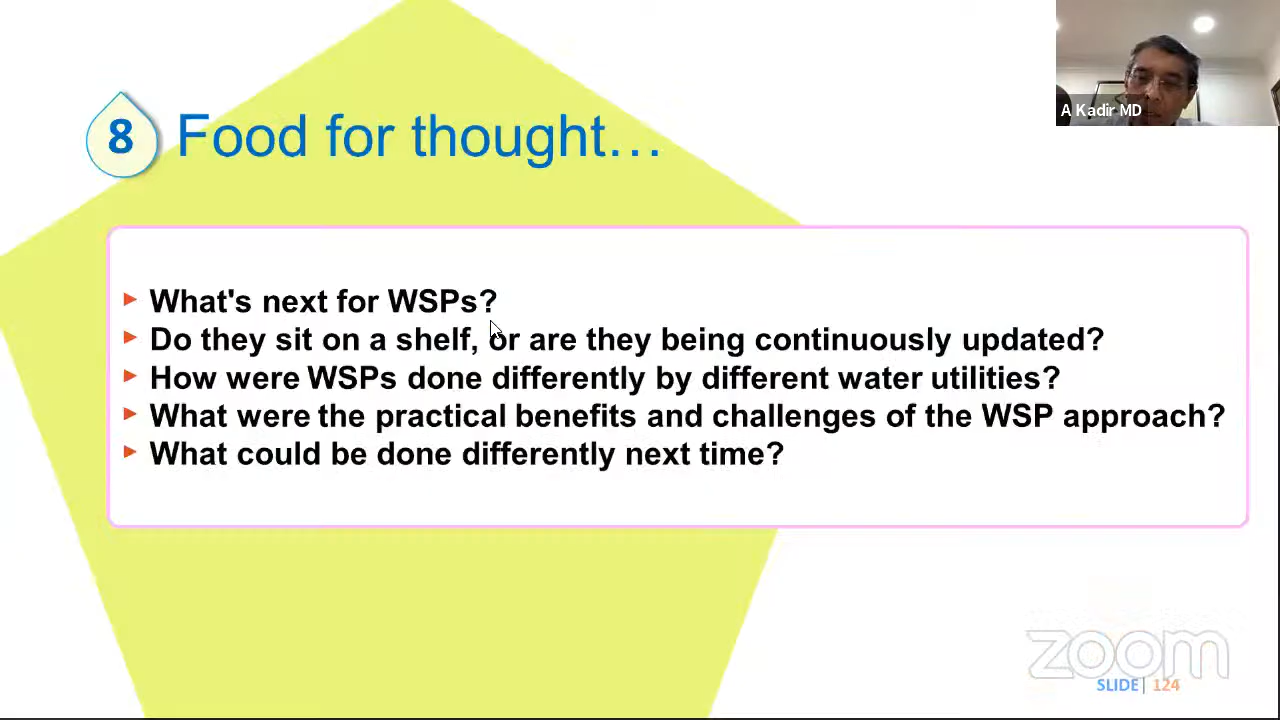 A Kadir MD
8
Food for thought…
What's next for WSPs?
Do they sit on a shelf, or are they being continuously updated?
How were WSPs done differently by different water utilities?
What were the practical benefits and challenges of the WSP approach?
What could be done differently next time?
zoom
SLIDE| 124